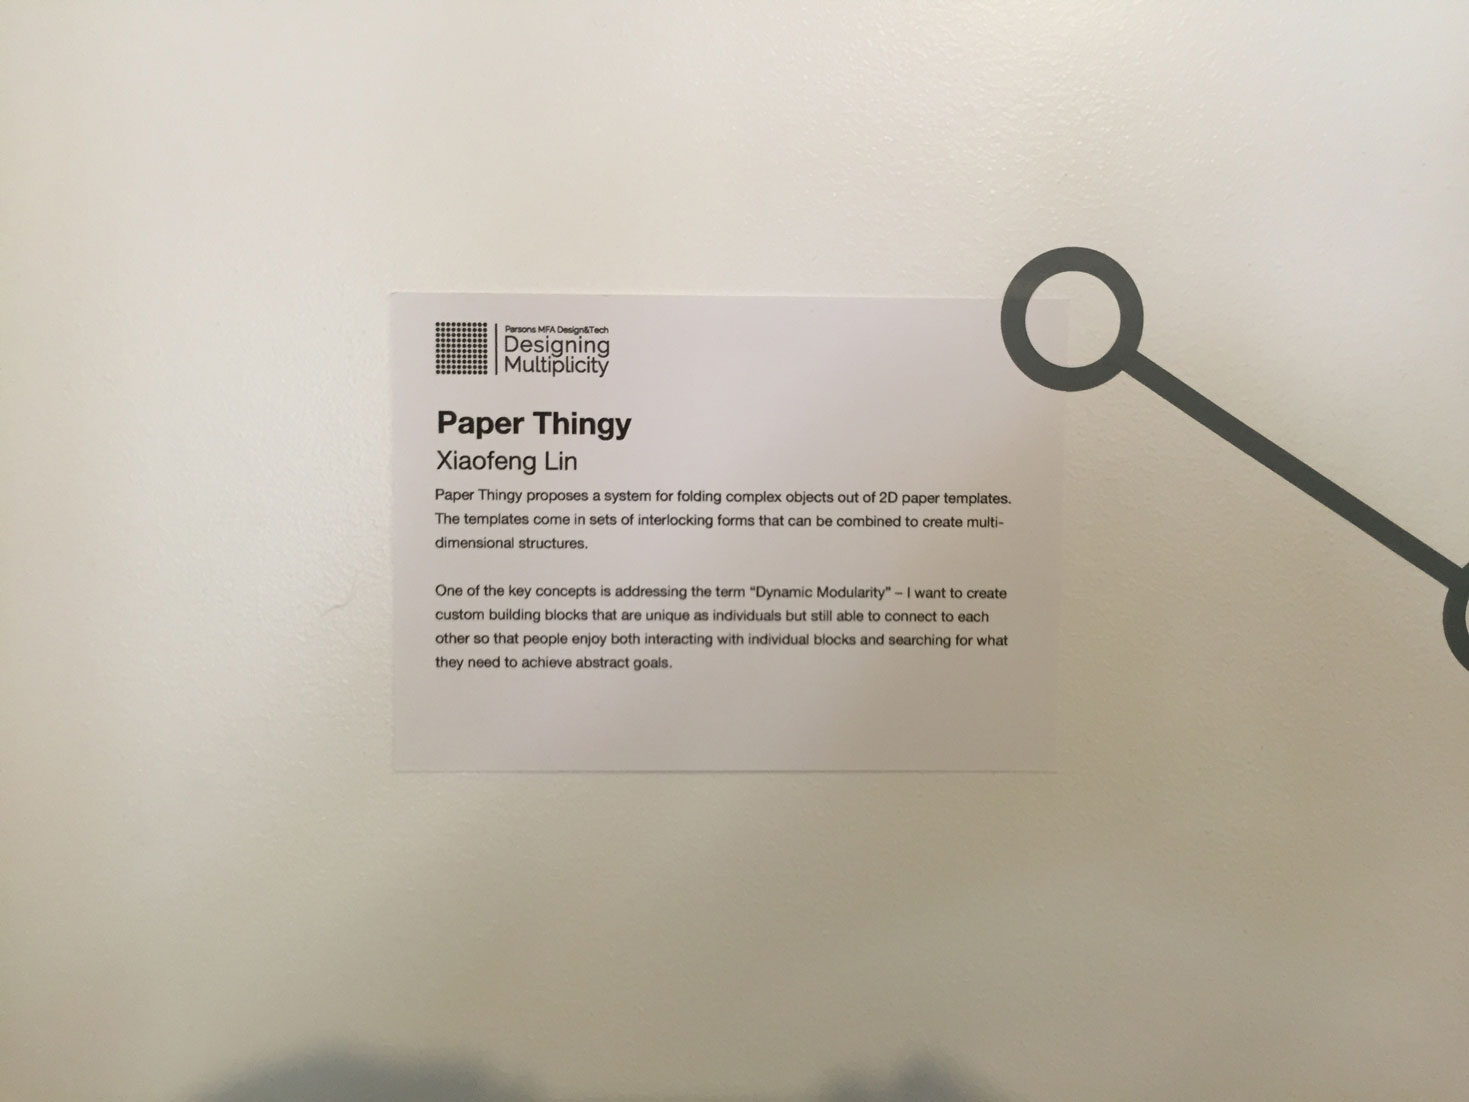 Parsons MFA Design&Tech
Designing
Multiplicity
Paper Thingy
Xiaofeng Lin
Paper Thingy proposes a system for folding complex objects out of 2D paper templates.
The templates come in sets of interlocking forms that can be combined to create multi-
dimensional structures.
One of the key concepts is addressing the term “Dynamic Modularity” – I want to create
custom building blocks that are unique as individuals but still able to connect to each
other so that people enjoy both interacting with individual blocks and searching for what
they need to achieve abstract goals.